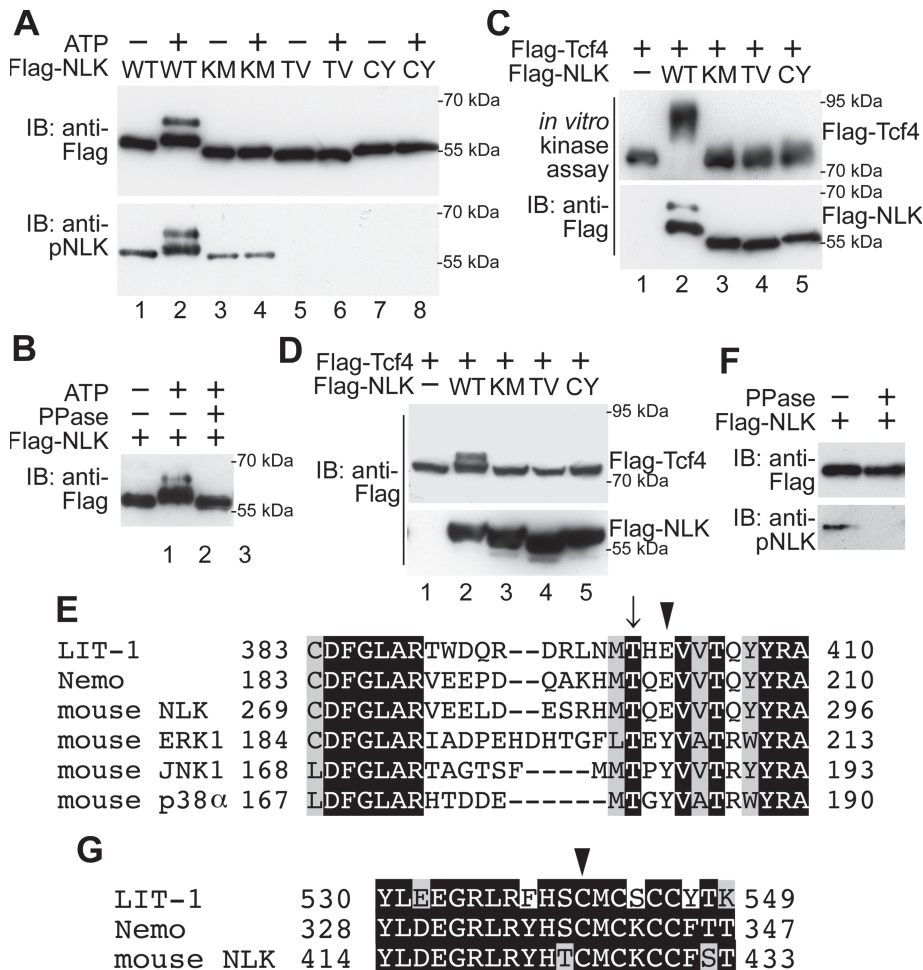 A
ATP − + − + − + − +
Flag-NLK WT WT KM KM TV TV CY CY
IB: anti-Flag
-70 kDa
-55 kDa
IB: anti-pNLK
-70 kDa
-55 kDa
1 2 3 4 5 6 7 8
B
ATP − + +
PPase − − +
Flag-NLK + + +
IB: anti-Flag
-70 kDa
-55 kDa
1 2 3
C
Flag-Tcf4 + + + + +
Flag-NLK − WT KM TV CY
in vitro kinase assay
-95 kDa
Flag-Tcf4
-70 kDa
IB: anti-Flag
-70 kDa
Flag-NLK
-55 kDa
1 2 3 4 5
D
Flag-Tcf4 + + + + +
Flag-NLK − WT KM TV CY
IB: anti-Flag
-95 kDa
Flag-Tcf4
-70 kDa
Flag-NLK
-55 kDa
1 2 3 4 5
F
PPase − +
Flag-NLK + +
IB: anti-Flag
IB: anti-pNLK
E
LIT-1 383 CDFGLARTWDQR--DRLNMTHEVVTQYYRA 410
Nemo 183 CDFGLARVEEPD--QAKHMTQEVVTQYYRA 210
mouse NLK 269 CDFGLARVEELD--ESRHMTQEVVTQYYRA 296
mouse ERK1 184 CDFGLARIADPEHDHTGFLTEYVATRWYRA 213
mouse JNK1 168 LDFGLARTAGTSF----MMTPYVVTRYYRA 193
mouse p38α 167 LDFGLARHTDDE------MTGYVATRWYRA 190
G
LIT-1 530 YLEEGRLRFHSCMCSCCYTK 549
Nemo 328 YLDEGRLRYHSCMCKCCFTT 347
mouse NLK 414 YLDEGRLRYHTCMCKCCFST 433